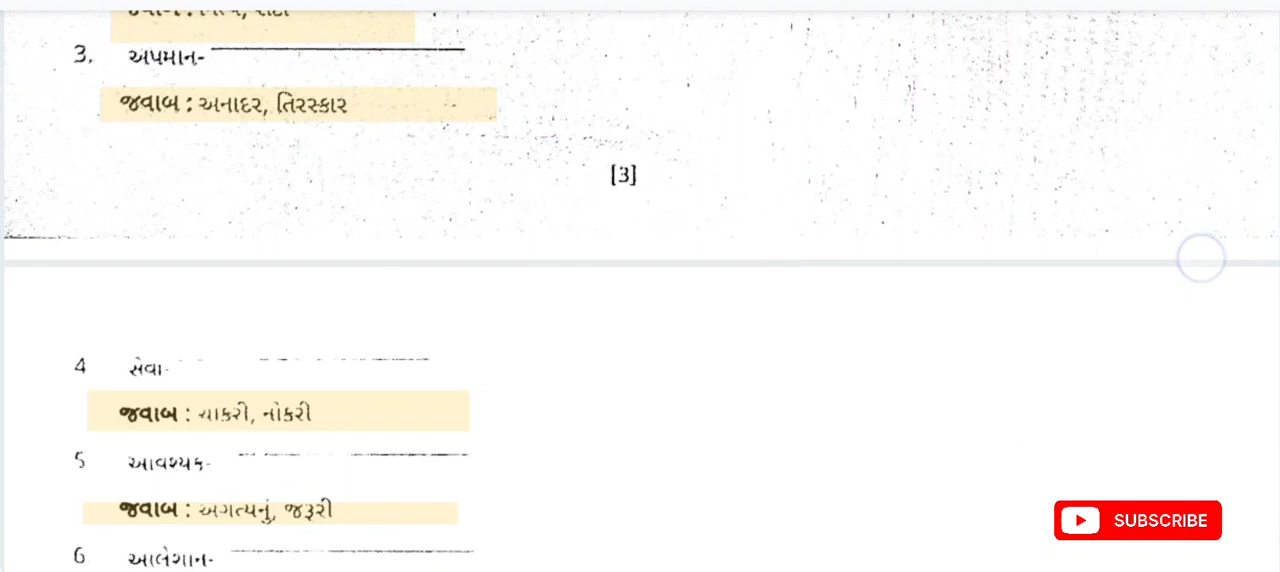 3. અપમાન-
જવાબ : અનાદર, તિરસ્કાર
[3]
4 સેવા-
જવાબ : ચાકરી, નોકરી
5 આવશ્યક-
જવાબ : અગત્યનું, જરૂરી
SUBSCRIBE
6 આલેશાન-